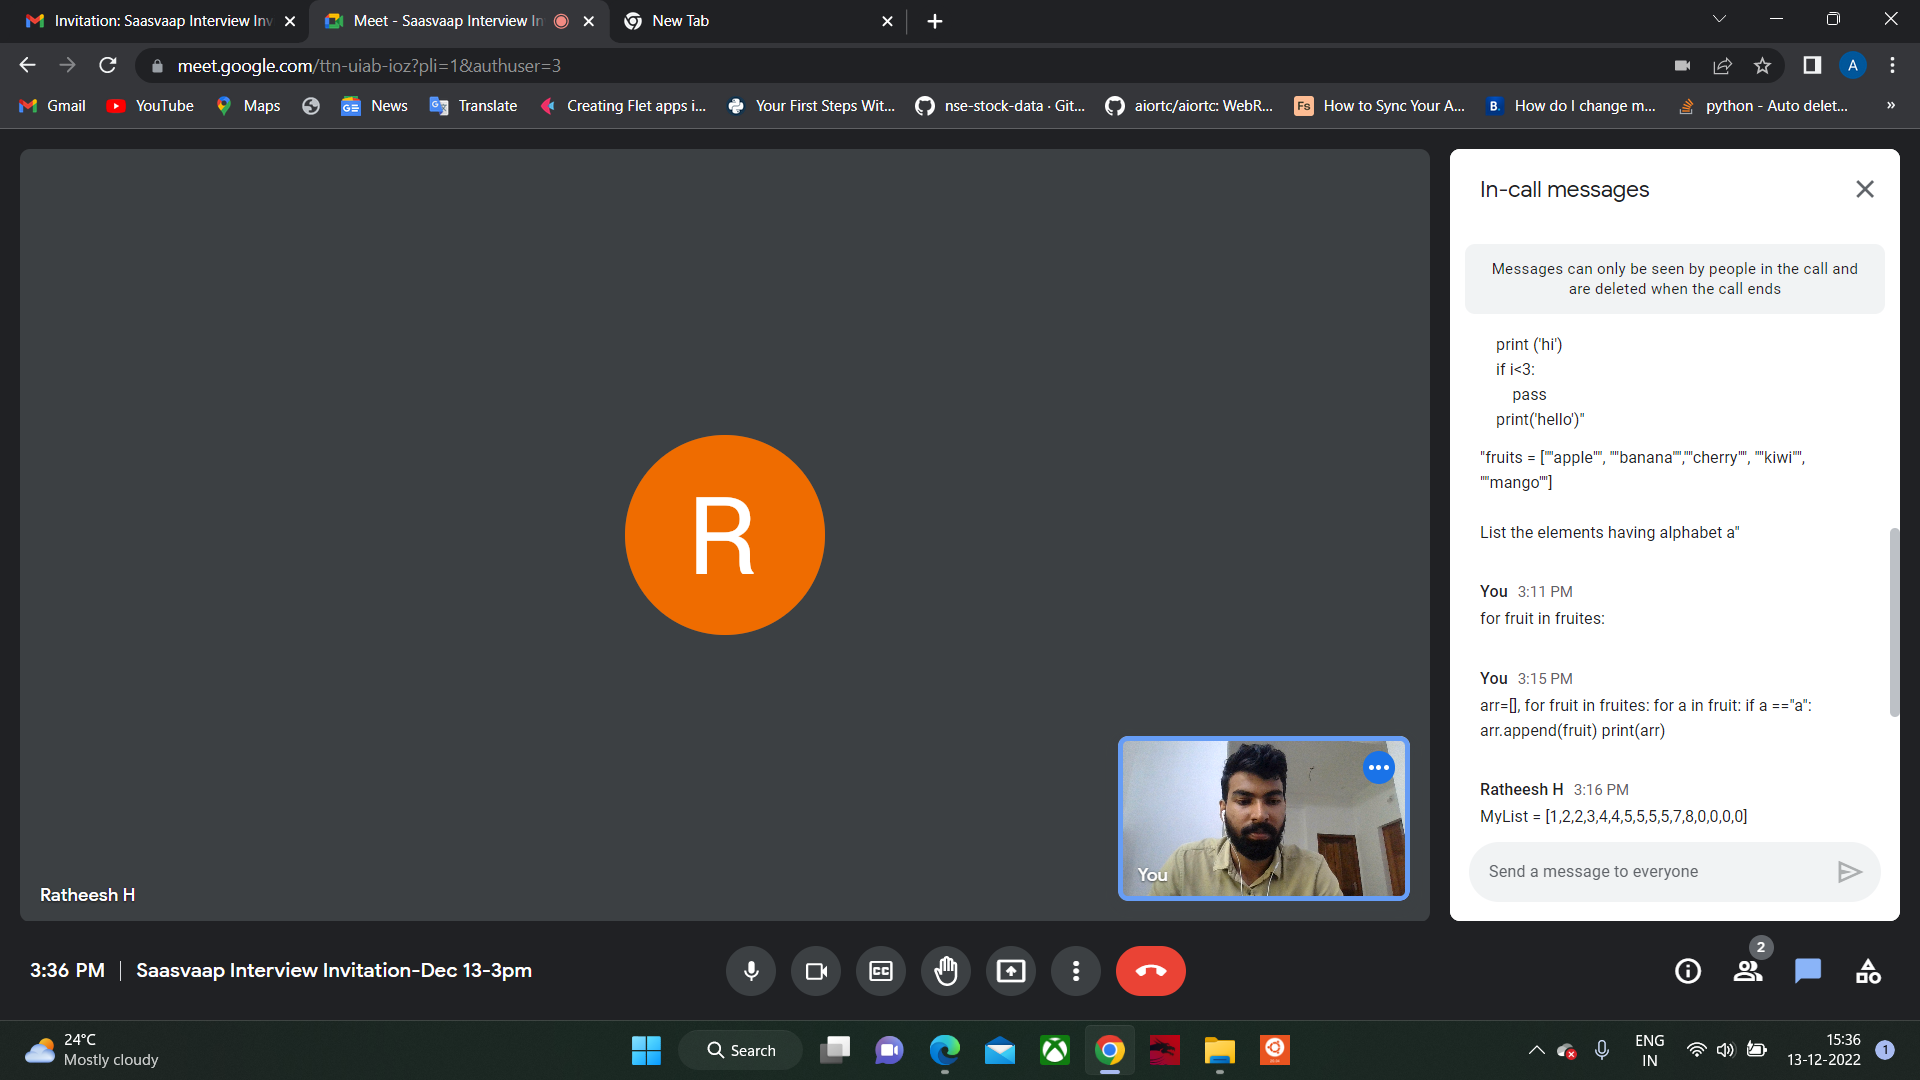 Invitation: Saasvaap Interview Inv
Meet - Saasvaap Interview In
New Tab
meet.google.com/ttn-uiab-ioz?pli=1&authuser=3
A
Gmail
YouTube
Maps
News
Translate
Creating Flet apps i...
Your First Steps Wit...
nse-stock-data · Git...
aiortc/aiortc: WebR...
Fs
How to Sync Your A...
B.
How do I change m...
python - Auto delet...
»
R
Ratheesh H
You
In-call messages
Messages can only be seen by people in the call and
are deleted when the call ends
print ('hi')
if i<3:
pass
print('hello')"
"fruits = [""apple"", ""banana"",""cherry"", ""kiwi"",
""mango""]
List the elements having alphabet a"
You 3:11 PM
for fruit in fruites:
You 3:15 PM
arr=[], for fruit in fruites: for a in fruit: if a =="a":
arr.append(fruit) print(arr)
Ratheesh H 3:16 PM
MyList = [1,2,2,3,4,4,5,5,5,5,7,8,0,0,0,0]
Send a message to everyone
3:36 PM | Saasvaap Interview Invitation-Dec 13-3pm
CC
2
24°C
Mostly cloudy
Search
ENG
IN
15:36
13-12-2022
1